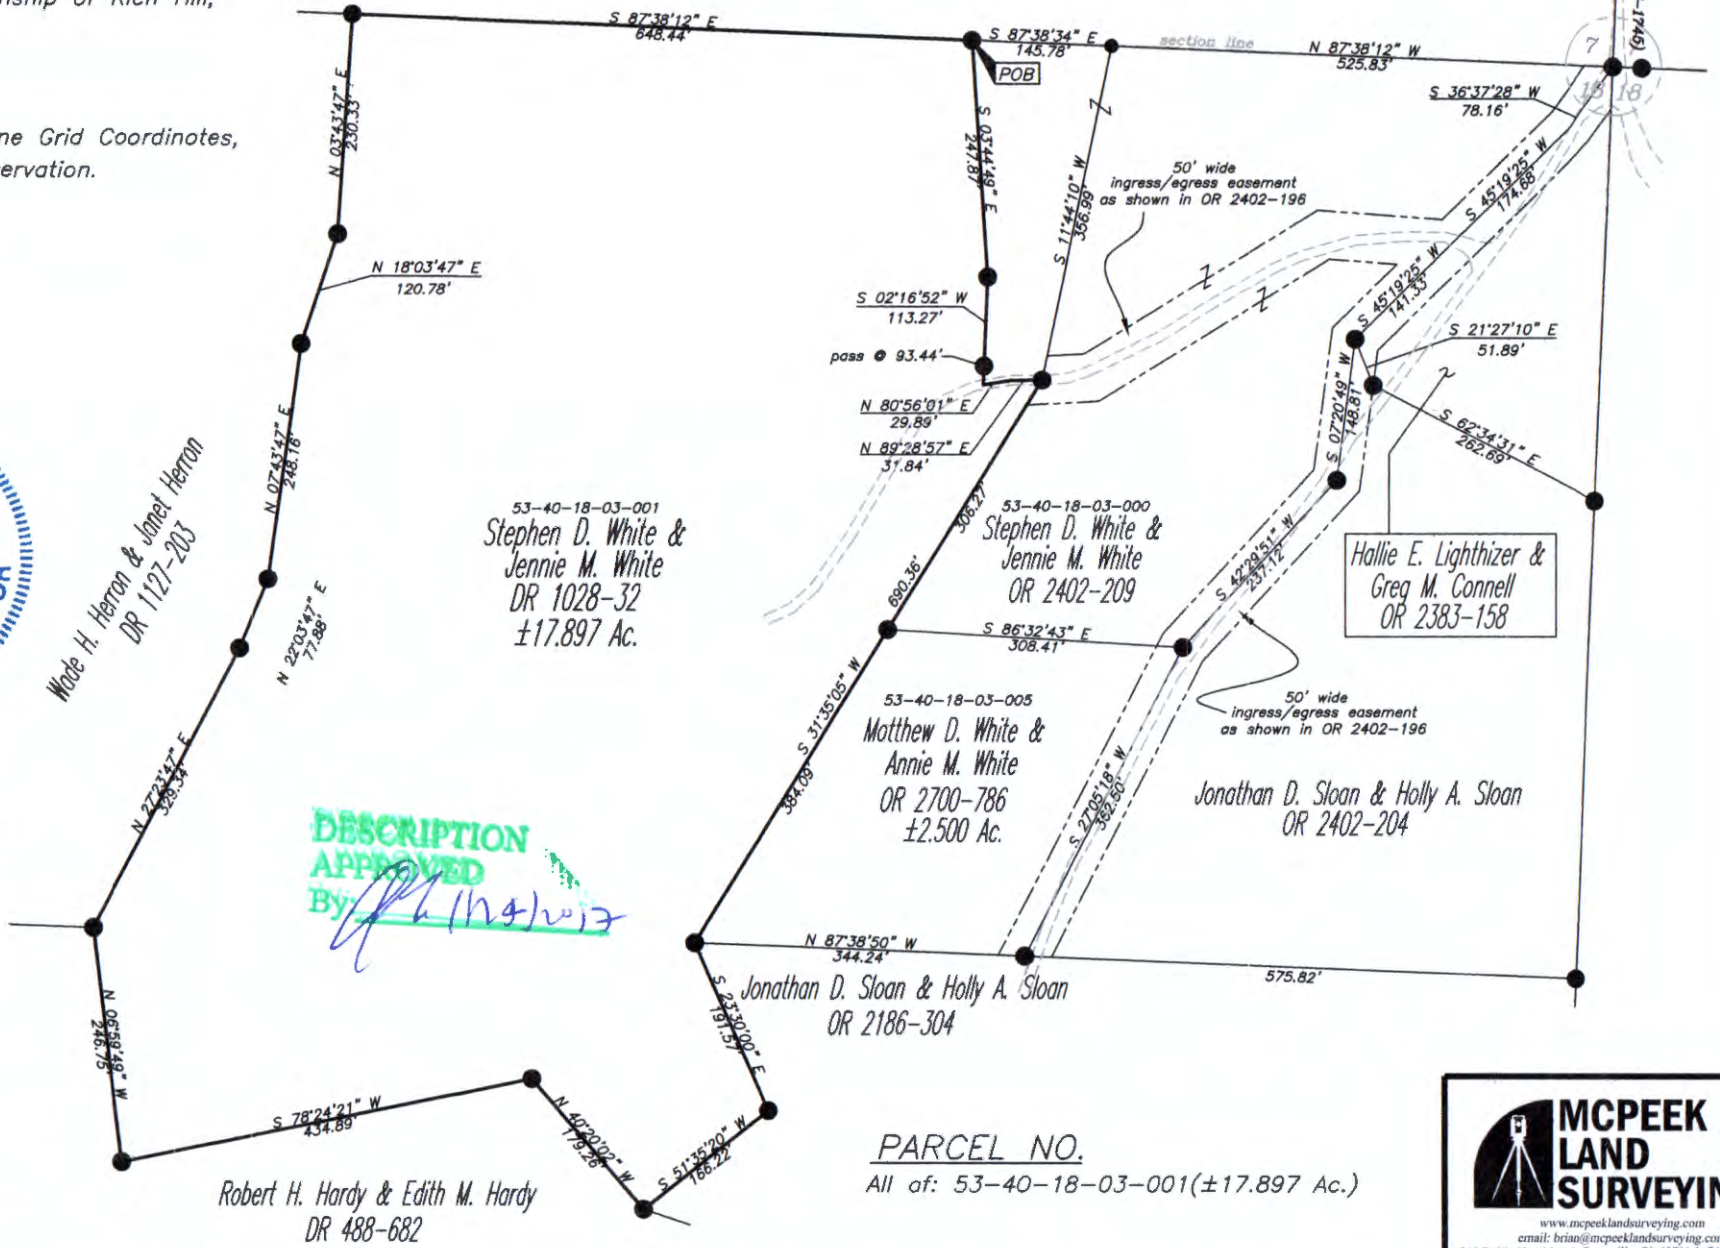 nship of Rich Hill,
ne Grid Coordinates,
servation.
S 87°38'12" E
648.44'
S 87°38'34" E
145.78'
section line
N 87°38'12" W
525.83'
-1746)
7
18
POB
N 03°43'47" E
230.33'
S 03°44'49" E
247.87'
S 11°44'10" W
356.99'
50' wide
ingress/egress easement
as shown in OR 2402-196
S 36°37'28" W
78.16'
S 45°19'25" W
174.68'
N 18°03'47" E
120.78'
S 02°16'52" W
113.27'
pass @ 93.44'
S 45°19'25" W
141.33'
S 21°27'10" E
51.89'
N 80°56'01" E
29.89'
N 89°28'57" E
31.84'
S 07°20'49" W
148.81'
S 62°34'31" E
262.69'
N 07°43'47" E
248.16'
Wade H. Herron & Janet Herron
DR 1127-203
53-40-18-03-001
Stephen D. White &
Jennie M. White
DR 1028-32
±17.897 Ac.
306.27'
690.36'
53-40-18-03-000
Stephen D. White &
Jennie M. White
OR 2402-209
S 42°29'51" W
237.12'
Hallie E. Lighthizer &
Greg M. Connell
OR 2383-158
N 22°03'47" E
77.88'
S 86°32'43" E
308.41'
S 31°35'05" W
384.09'
53-40-18-03-005
Matthew D. White &
Annie M. White
OR 2700-786
±2.500 Ac.
50' wide
ingress/egress easement
as shown in OR 2402-196
S 27°05'18" W
362.60'
Jonathan D. Sloan & Holly A. Sloan
OR 2402-204
N 27°23'47" E
329.34'
DESCRIPTION
APPROVED
By:
N 87°38'50" W
344.24'
575.82'
Jonathan D. Sloan & Holly A. Sloan
OR 2186-304
S 23°30'00" E
191.57'
N 06°59'49" W
246.75'
S 78°24'21" W
434.89'
N 40°20'02" W
179.26'
S 51°35'20" W
166.22'
Robert H. Hardy & Edith M. Hardy
DR 488-682
PARCEL NO.
All of: 53-40-18-03-001(±17.897 Ac.)
MCPEEK
LAND
SURVEYIN
www.mcpeeklandsurveying.com
email: brian@mcpeeklandsurveying.co